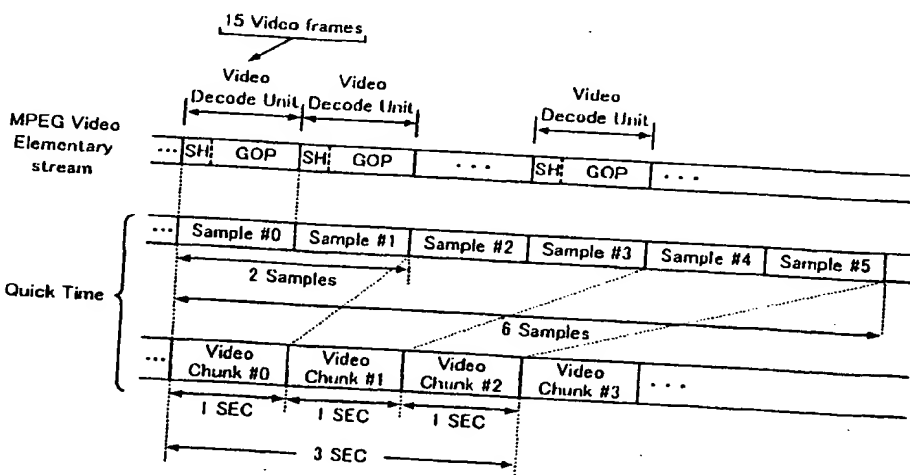 15 Video frames
Video
Decode Unit
Video
Decode Unit
Video
Decode Unit
MPEG Video
Elementary
stream
... SH GOP SH GOP ... SH GOP ...
... Sample #0 Sample #1 Sample #2 Sample #3 Sample #4 Sample #5
2 Samples
Quick Time
6 Samples
... Video
Chunk #0
Video
Chunk #1
Video
Chunk #2
Video
Chunk #3
...
1 SEC 1 SEC 1 SEC
3 SEC